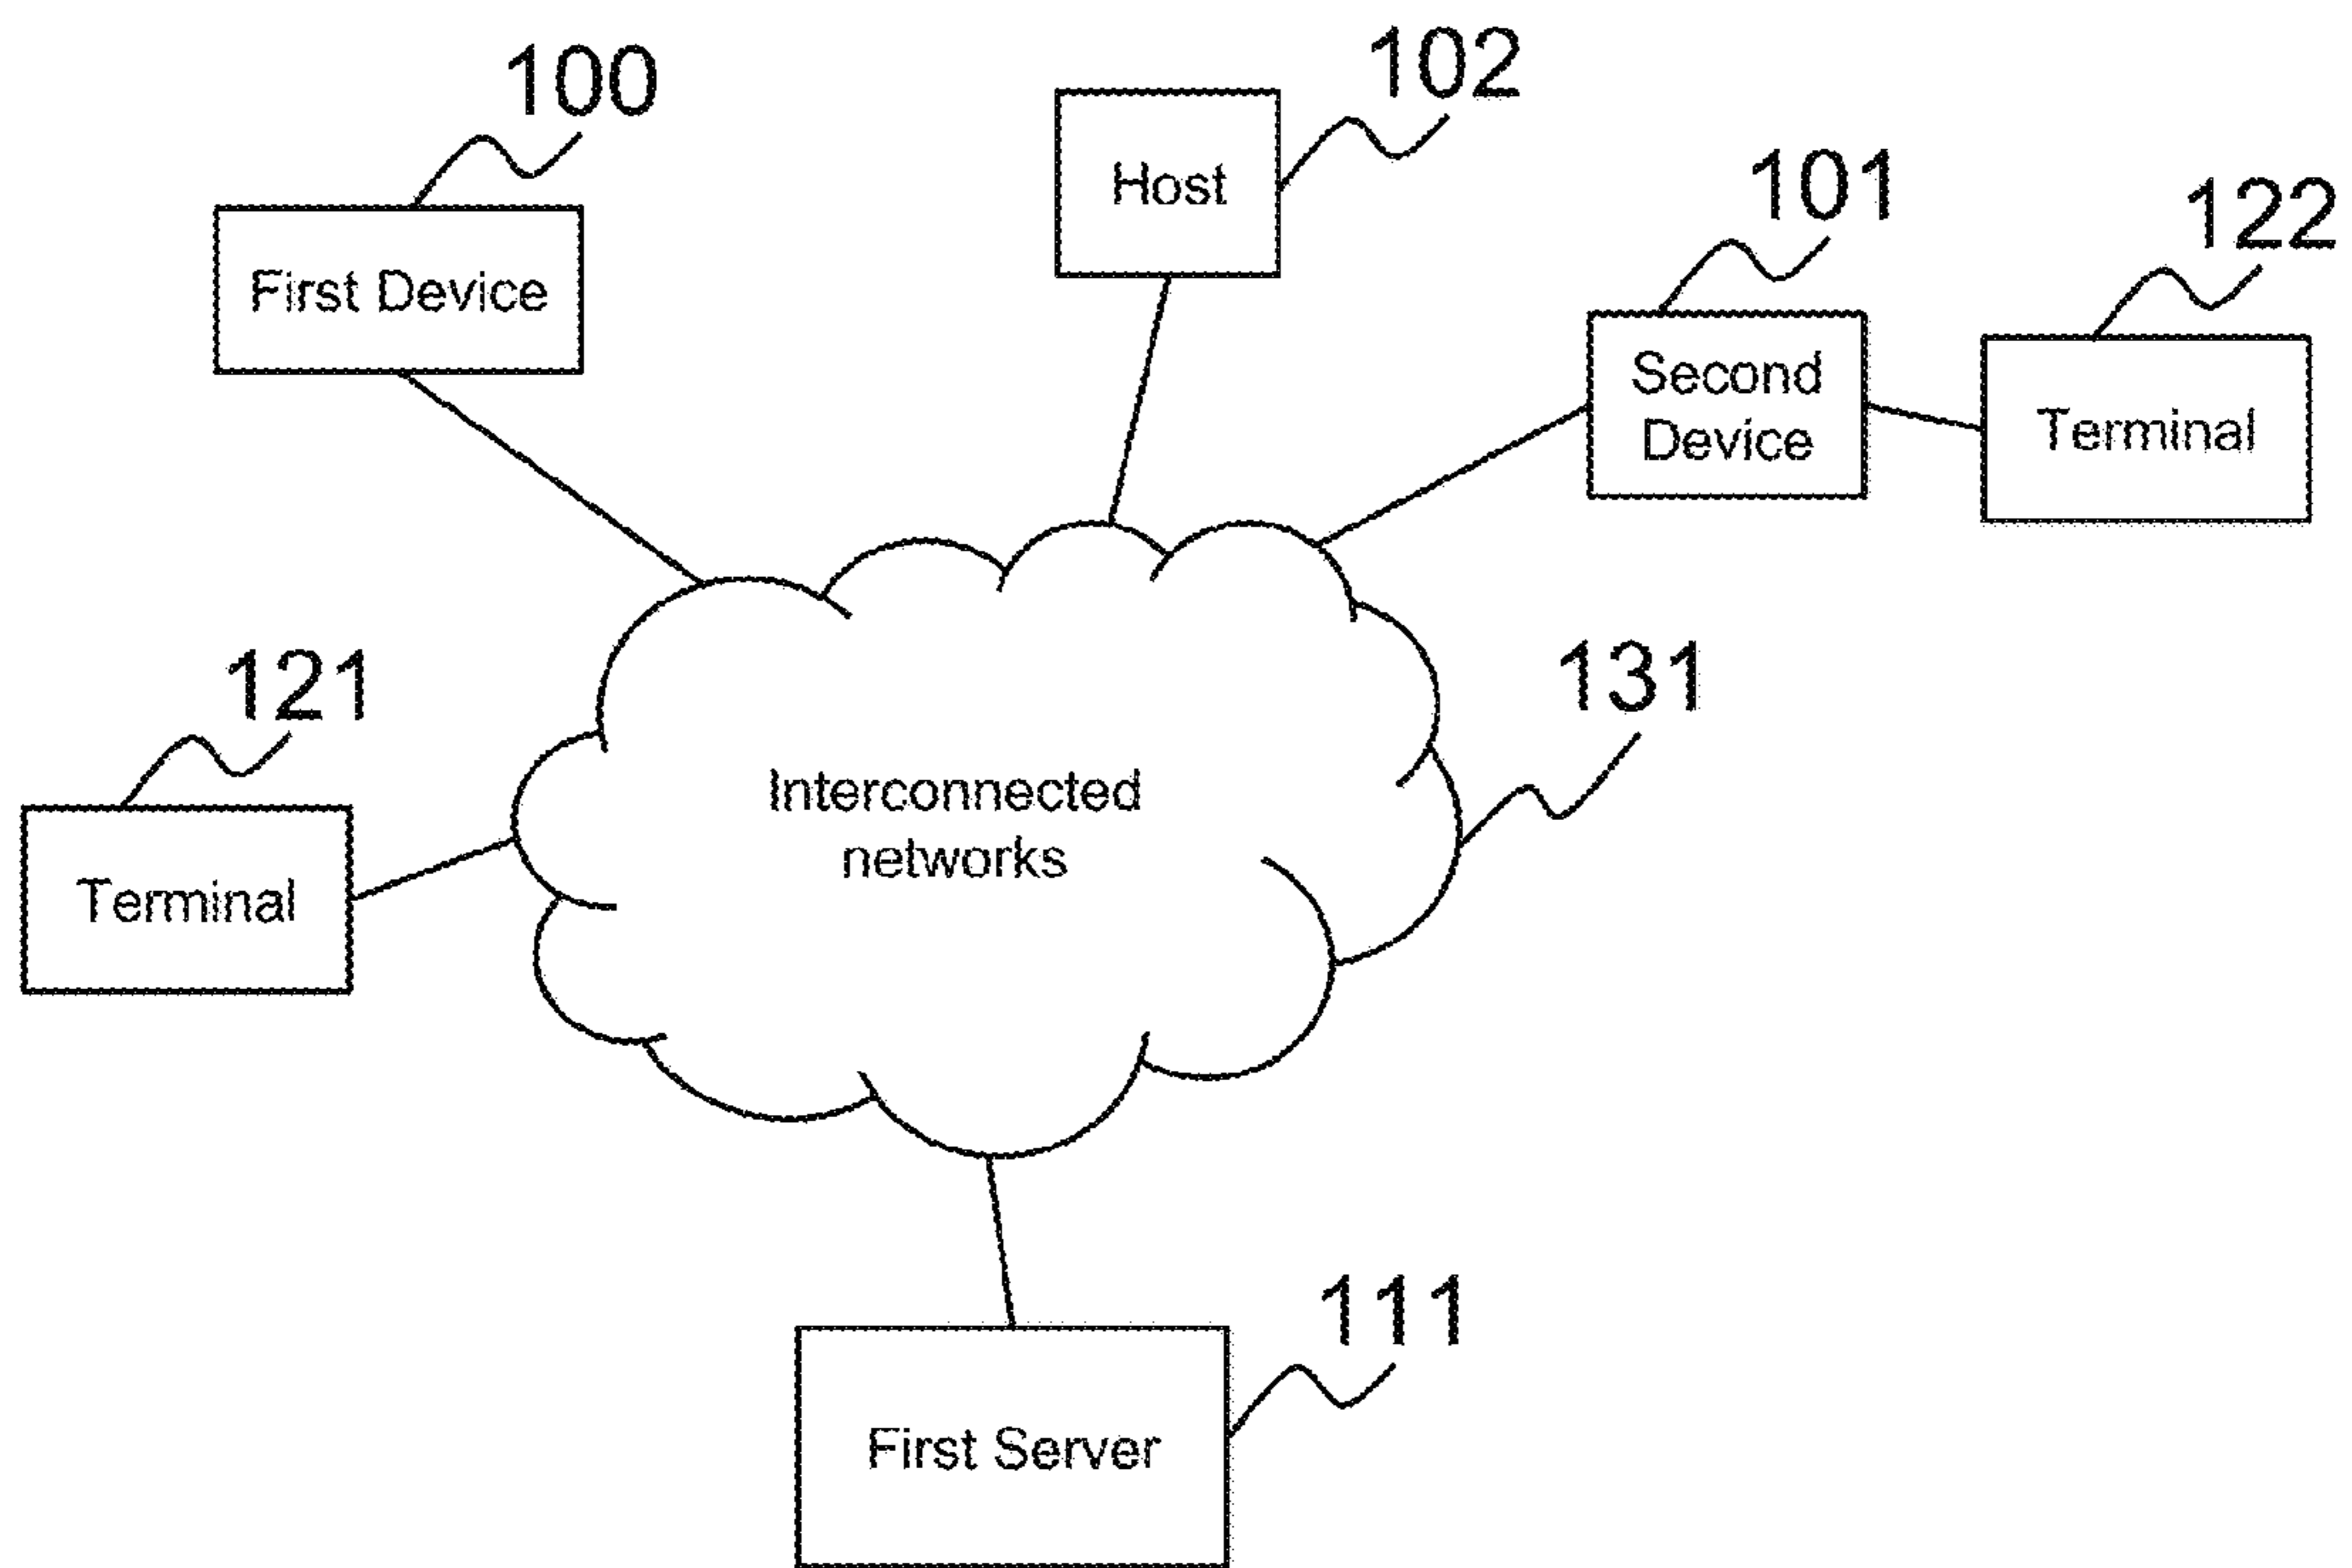 100
102
101
122
First Device
Host
Second
Device
Terminal
121
131
Interconnected
networks
Terminal
111
First Server